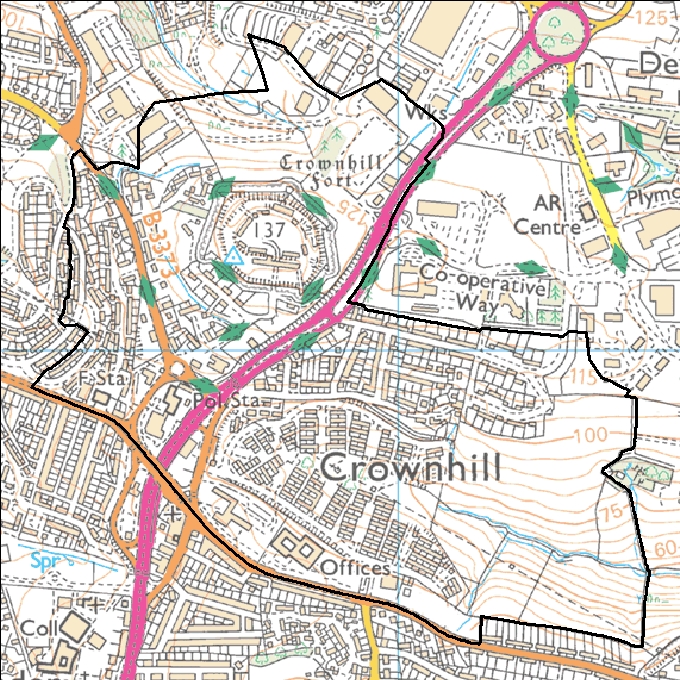 125
De
Wks
Crownhill
Fort
125
137
AR
Centre
Plymo
B 3373
Co-operative
Way
F Sta
115
Pol Sta
100
Crownhill
75
60
Spr
Offices
Coll